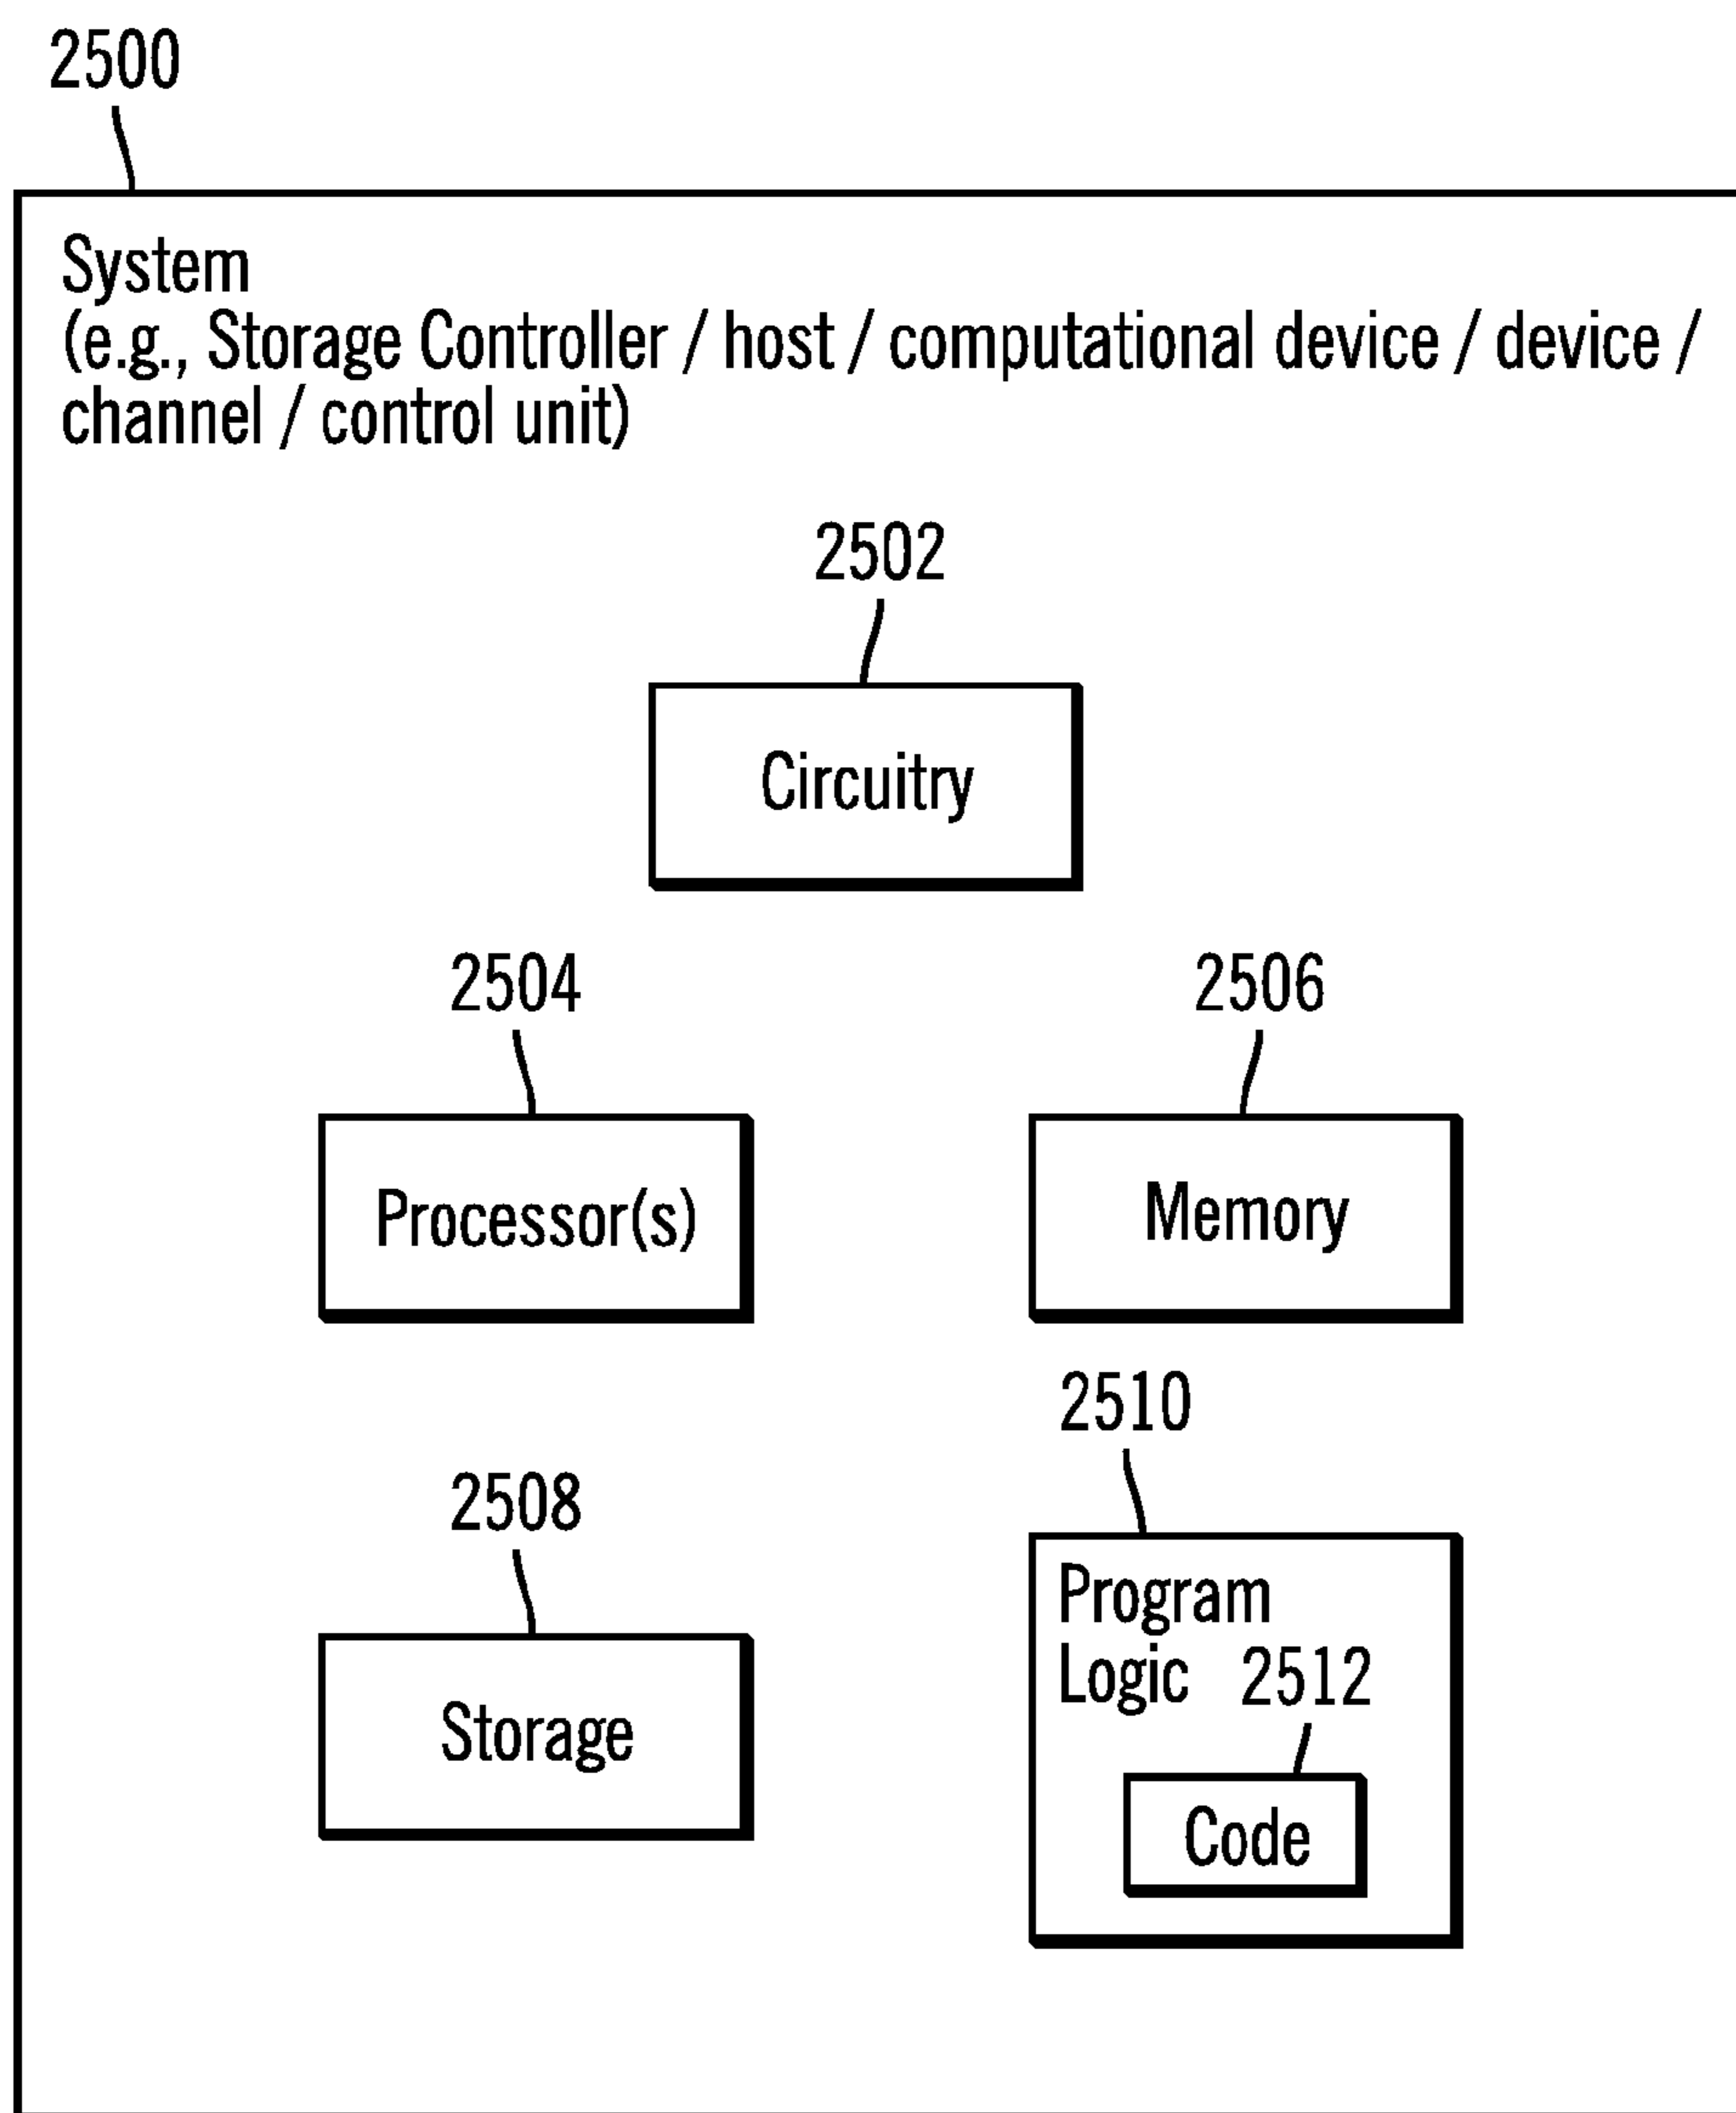 2500
System
(e.g., Storage Controller / host / computational device / device /
channel / control unit)
2502
Circuitry
2504
2506
Processor(s)
Memory
2510
2508
Program
Logic 2512
Storage
Code